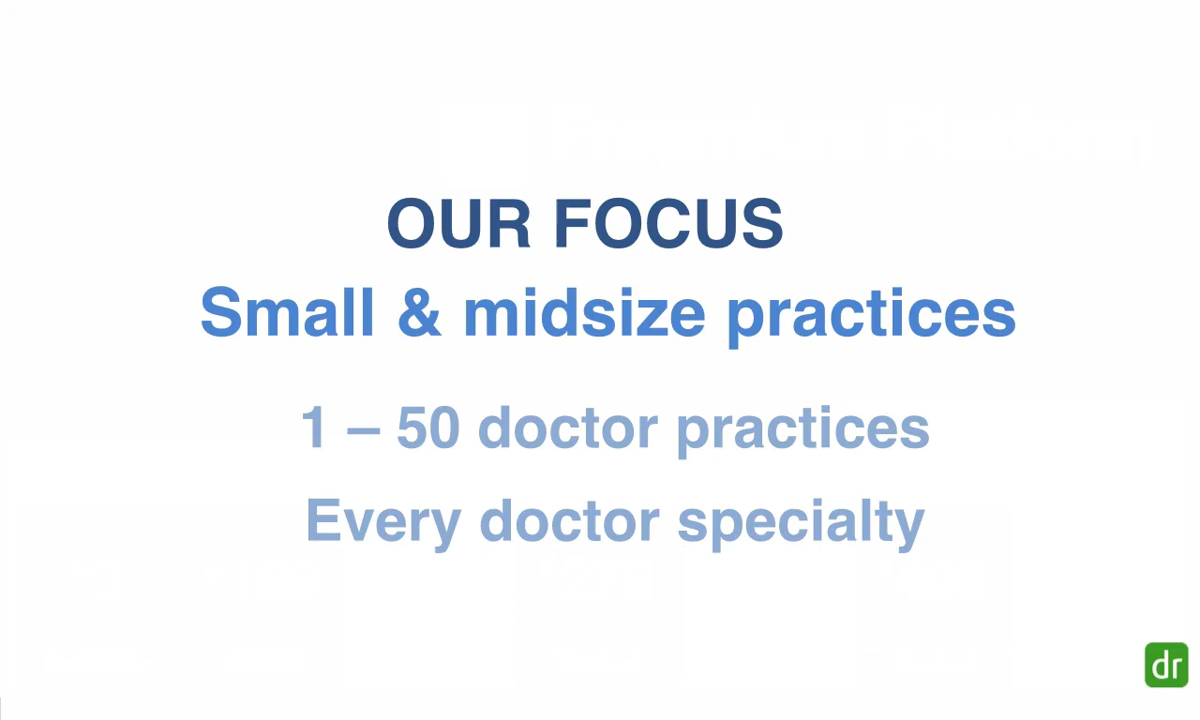 OUR FOCUS
Small & midsize practices
1 – 50 doctor practices
Every doctor specialty
dr